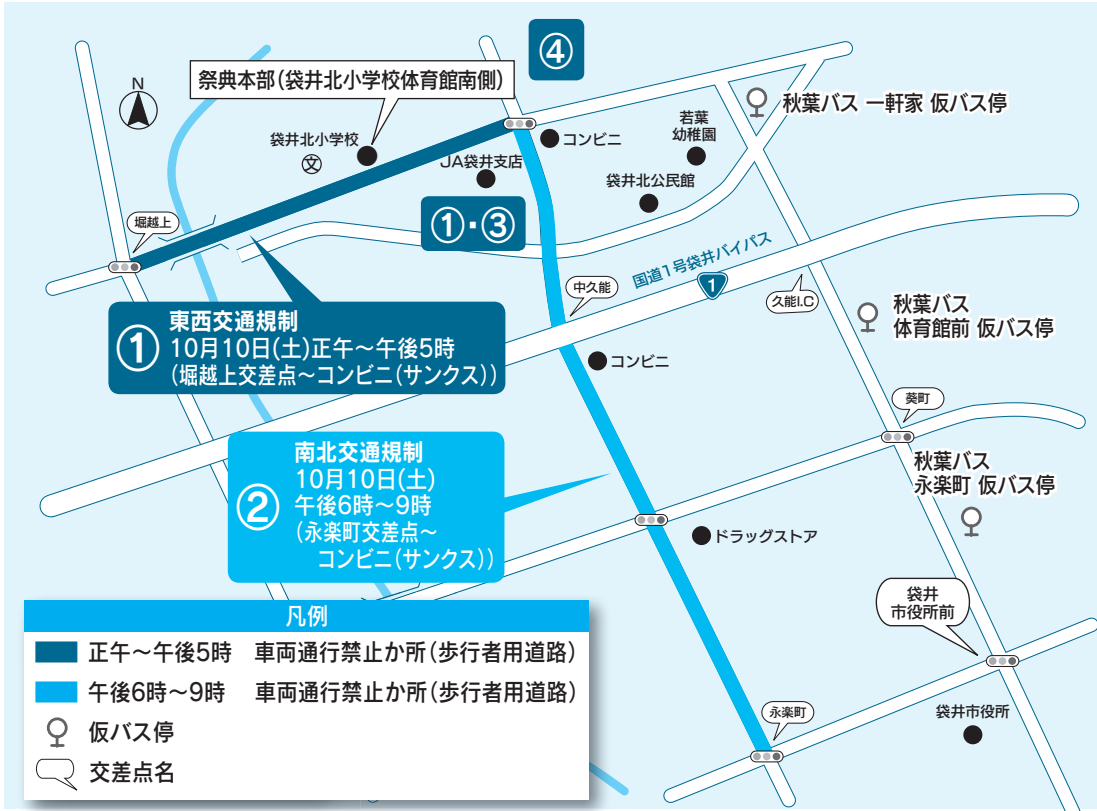 ④
N
祭典本部(袋井北小学校体育館南側)
秋葉バス 一軒家 仮バス停
袋井北小学校
文
コンビニ
若葉
幼稚園
JA袋井支店
袋井北公民館
①・③
堀越上
国道1号袋井バイパス
1
中久能
久能I.C
①
東西交通規制
10月10日(土)正午～午後5時
(堀越上交差点～コンビニ(サンクス))
秋葉バス
体育館前 仮バス停
コンビニ
葵町
②
南北交通規制
10月10日(土)
午後6時～9時
(永楽町交差点～
コンビニ(サンクス))
秋葉バス
永楽町 仮バス停
ドラッグストア
袋井
市役所前
永楽町
袋井市役所
凡例
正午～午後5時 車両通行禁止か所(歩行者用道路)
午後6時～9時 車両通行禁止か所(歩行者用道路)
仮バス停
交差点名